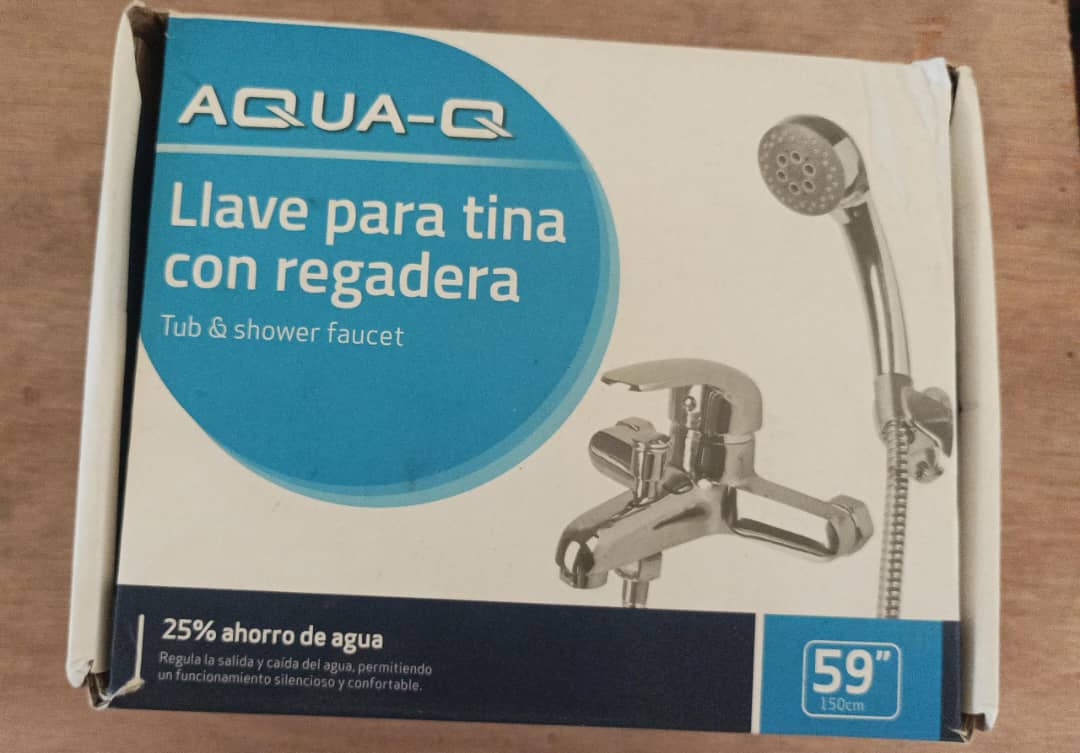 AQUA-Q
Llave para tina
con regadera
Tub & shower faucet
25% ahorro de agua
Regula la salida y caída del agua, permitiendo
un funcionamiento silencioso y confortable.
59”
150cm